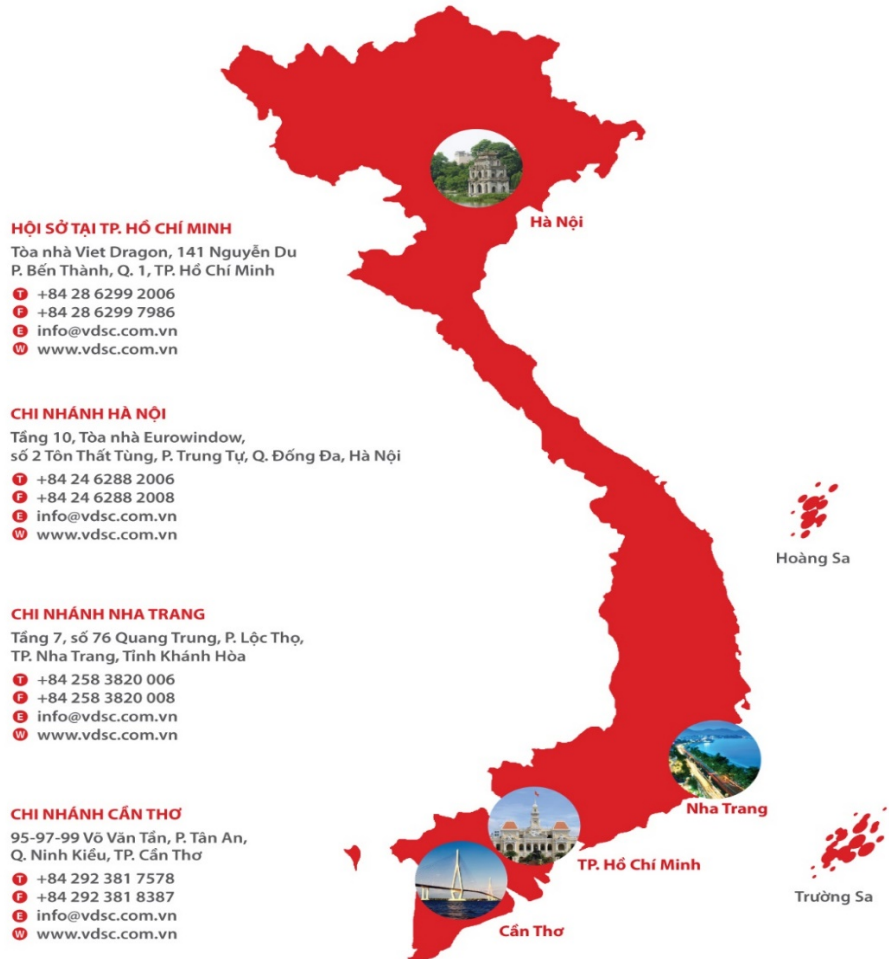 HỘI SỞ TẠI TP. HỒ CHÍ MINH
Tòa nhà Viet Dragon, 141 Nguyễn Du
P. Bến Thành, Q. 1, TP. Hồ Chí Minh
T +84 28 6299 2006
F +84 28 6299 7986
E info@vdsc.com.vn
W www.vdsc.com.vn
CHI NHÁNH HÀ NỘI
Tầng 10, Tòa nhà Eurowindow,
số 2 Tôn Thất Tùng, P. Trung Tự, Q. Đống Đa, Hà Nội
T +84 24 6288 2006
F +84 24 6288 2008
E info@vdsc.com.vn
W www.vdsc.com.vn
CHI NHÁNH NHA TRANG
Tầng 7, số 76 Quang Trung, P. Lộc Thọ,
TP. Nha Trang, Tỉnh Khánh Hòa
T +84 258 3820 006
F +84 258 3820 008
E info@vdsc.com.vn
W www.vdsc.com.vn
CHI NHÁNH CẦN THƠ
95-97-99 Võ Văn Tần, P. Tân An,
Q. Ninh Kiều, TP. Cần Thơ
T +84 292 381 7578
F +84 292 381 8387
E info@vdsc.com.vn
W www.vdsc.com.vn
Hà Nội
Hoàng Sa
Nha Trang
TP. Hồ Chí Minh
Trường Sa
Cần Thơ